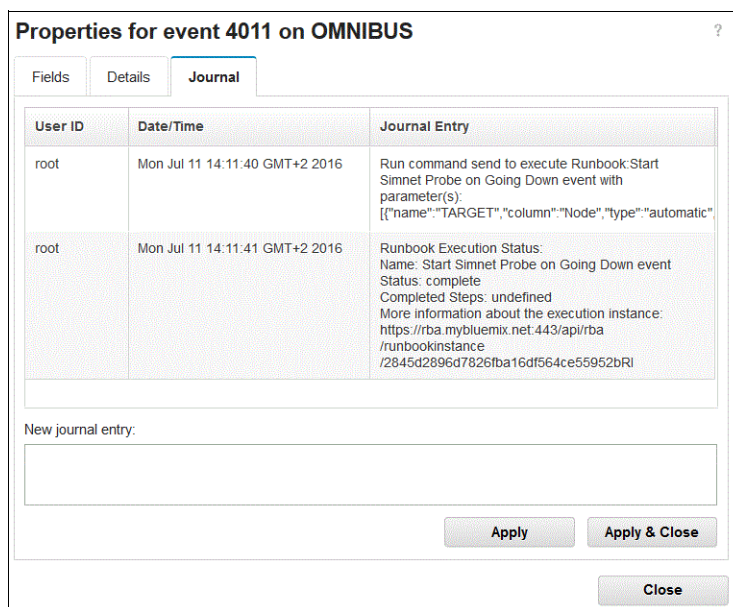 Properties for event 4011 on OMNIBUS
?
Fields Details Journal
User ID Date/Time Journal Entry
root Mon Jul 11 14:11:40 GMT+2 2016 Run command send to execute Runbook:Start
Simnet Probe on Going Down event with
parameter(s):
[{"name":"TARGET","column":"Node","type":"automatic",
root Mon Jul 11 14:11:41 GMT+2 2016 Runbook Execution Status:
Name: Start Simnet Probe on Going Down event
Status: complete
Completed Steps: undefined
More information about the execution instance:
https://rba.mybluemix.net:443/api/rba
/runbookinstance
/2845d2896d7826fba16df564ce55952bRI
New journal entry:
Apply Apply & Close
Close